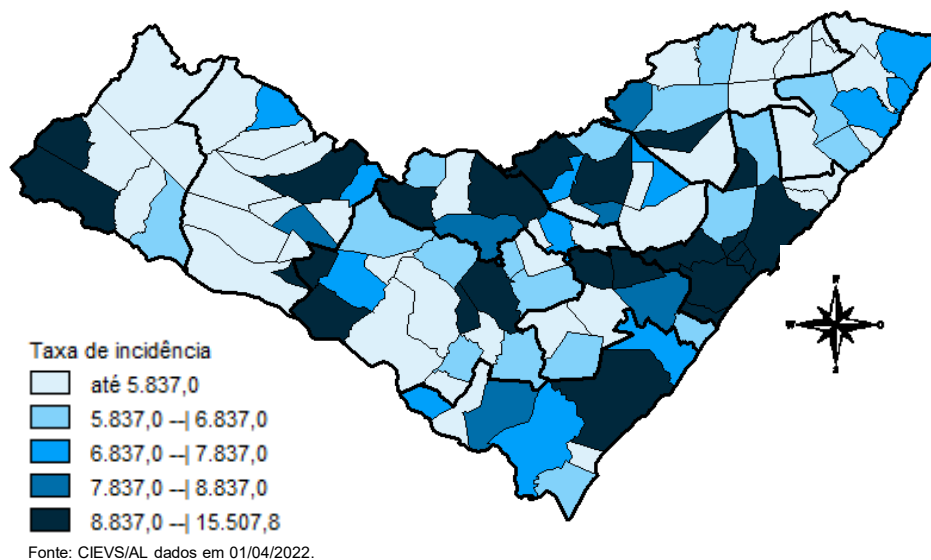 Taxa de incidência
até 5.837,0
5.837,0 --| 6.837,0
6.837,0 --| 7.837,0
7.837,0 --| 8.837,0
8.837,0 --| 15.507,8
Fonte: CIEVS/AL dados em 01/04/2022.